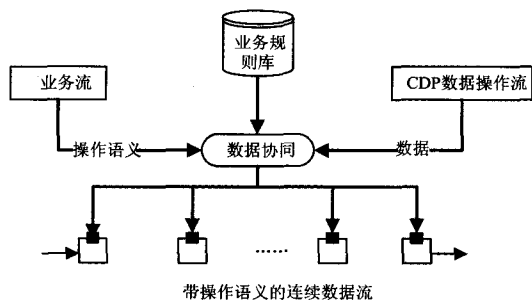 业务规
则库
业务流
CDP数据操作流
操作语义
数据协同
数据
......
带操作语义的连续数据流